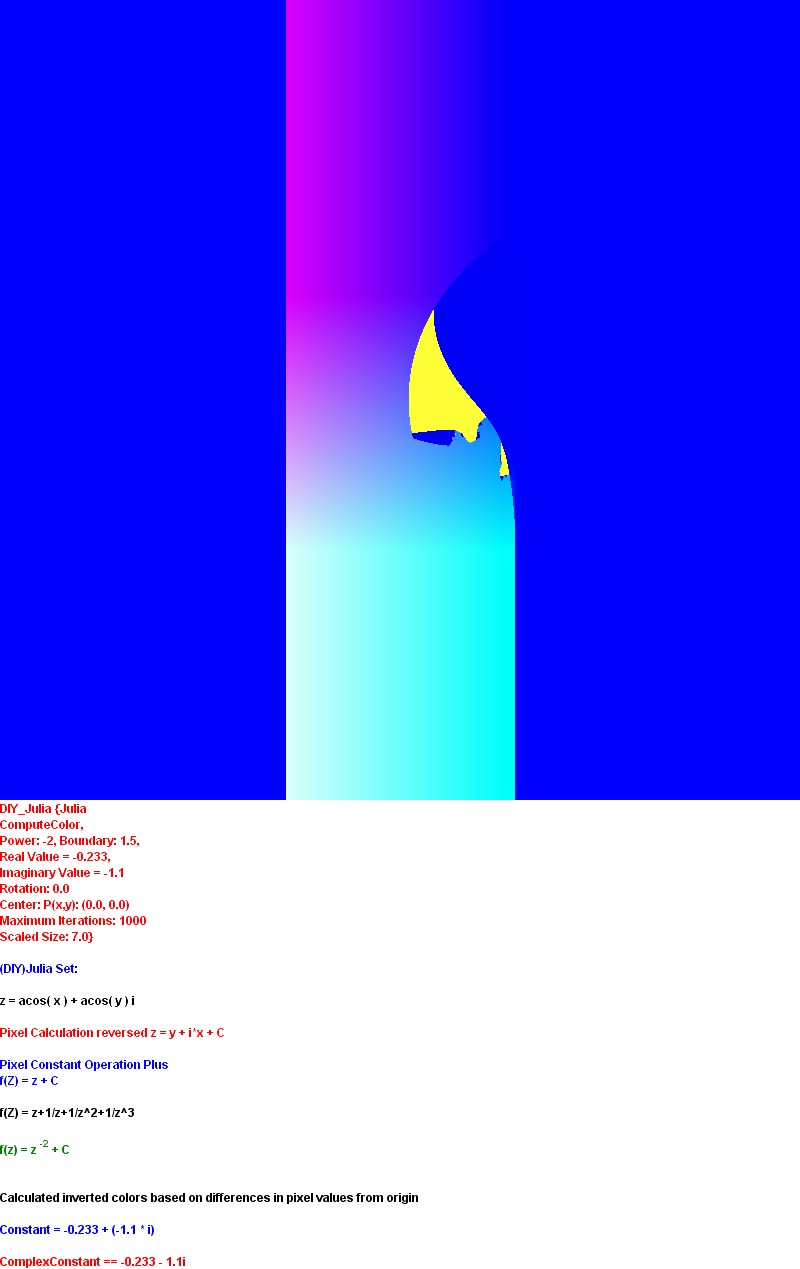 DIY_Julia {Julia
ComputeColor,
Power: -2, Boundary: 1.5,
Real Value = -0.233,
Imaginary Value = -1.1
Rotation: 0.0
Center: P(x,y): (0.0, 0.0)
Maximum Iterations: 1000
Scaled Size: 7.0}
(DIY)Julia Set:
z = acos( x ) + acos( y ) i
Pixel Calculation reversed z = y + i*x + C
Pixel Constant Operation Plus
f(Z) = z + C
f(Z) = z+1/z+1/z^2+1/z^3
f(z) = z -2 + C
Calculated inverted colors based on differences in pixel values from origin
Constant = -0.233 + (-1.1 * i)
ComplexConstant == -0.233 - 1.1i